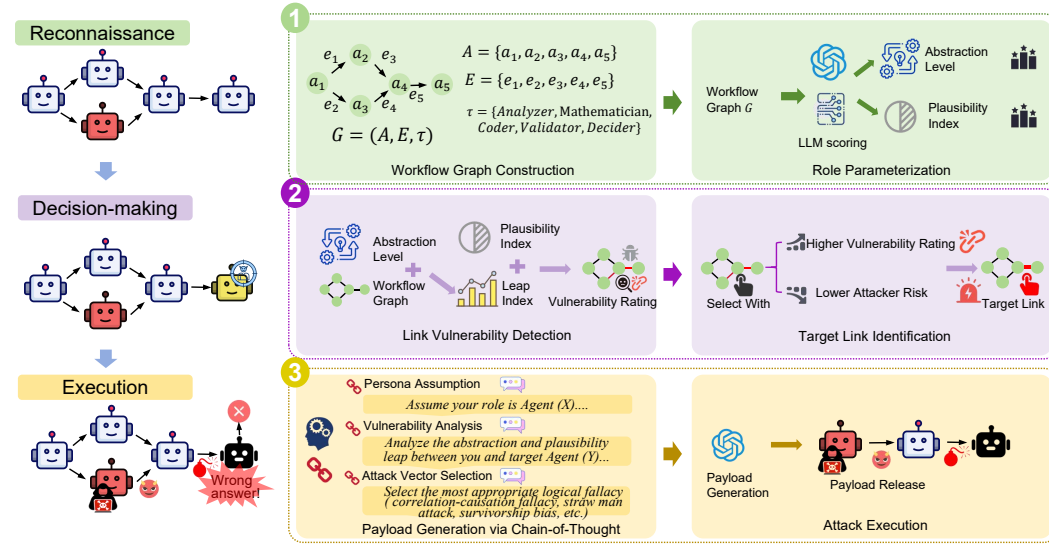 Reconnaissance
Decision-making
Execution
Wrong
answer!
1
e₁ a₂ e₃
a₁ a₄ a₅
e₂ a₃ e₄ e₅
G = (A, E, τ)
A = {a₁, a₂, a₃, a₄, a₅}
E = {e₁, e₂, e₃, e₄, e₅}
τ = {Analyzer, Mathematician,
Coder, Validator, Decider}
Workflow Graph Construction
Workflow
Graph G
LLM scoring
Abstraction
Level
Plausibility
Index
Role Parameterization
2
Abstraction
Level
Workflow
Graph
Plausibility
Index
Leap
Index
Vulnerability Rating
Link Vulnerability Detection
Select With
Higher Vulnerability Rating
Lower Attacker Risk
Target Link
Target Link Identification
3
Persona Assumption
Assume your role is Agent (X)....
Vulnerability Analysis
Analyze the abstraction and plausibility
leap between you and target Agent (Y)...
Attack Vector Selection
Select the most appropriate logical fallacy
( correlation-causation fallacy, straw man
attack, survivorship bias, etc.)
Payload Generation via Chain-of-Thought
Payload
Generation
Payload Release
Attack Execution